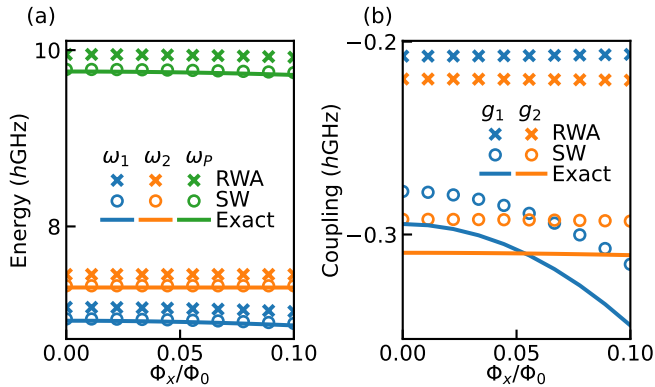 (a)
10
8
Energy (hGHz)
ω1 ω2 ωP
RWA
SW
Exact
0.00 0.05 0.10
Φx/Φ0
(b)
−0.2
−0.3
Coupling (hGHz)
g1 g2
RWA
SW
Exact
0.00 0.05 0.10
Φx/Φ0